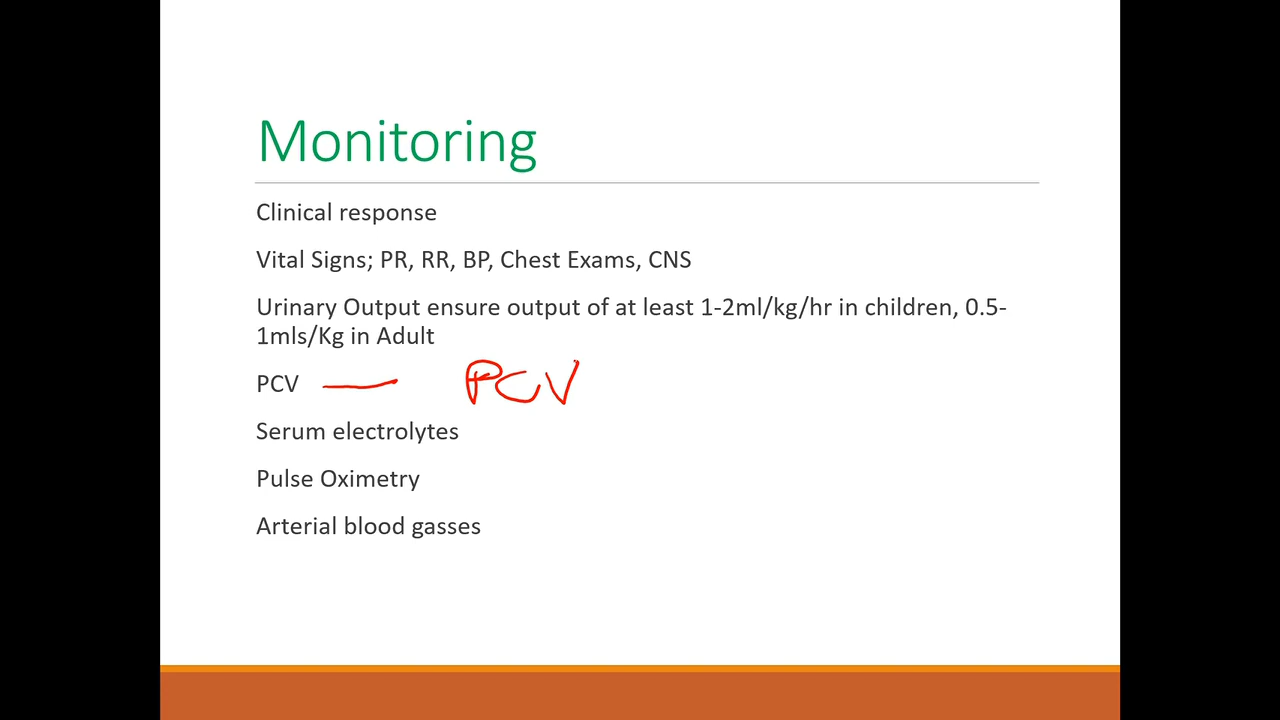 Monitoring
Clinical response
Vital Signs; PR, RR, BP, Chest Exams, CNS
Urinary Output ensure output of at least 1-2ml/kg/hr in children, 0.5-
1mls/Kg in Adult
PCV — PCV
Serum electrolytes
Pulse Oximetry
Arterial blood gasses